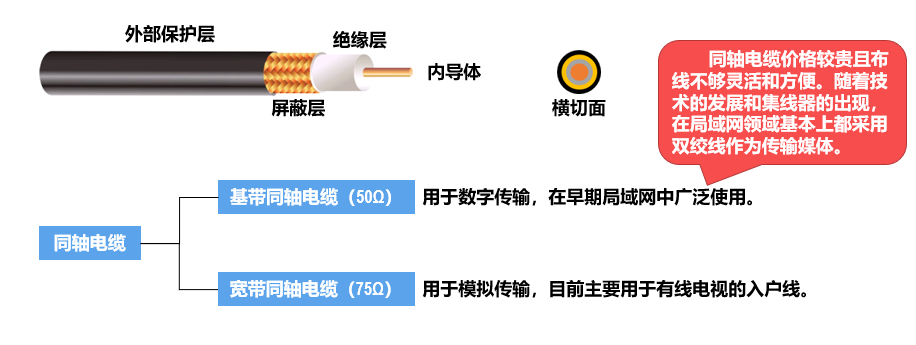 外部保护层
绝缘层
内导体
屏蔽层
横切面
同轴电缆价格较贵且布
线不够灵活和方便。随着技
术的发展和集线器的出现，
在局域网领域基本上都采用
双绞线作为传输媒体。
基带同轴电缆（50Ω）
用于数字传输，在早期局域网中广泛使用。
同轴电缆
宽带同轴电缆（75Ω）
用于模拟传输，目前主要用于有线电视的入户线。